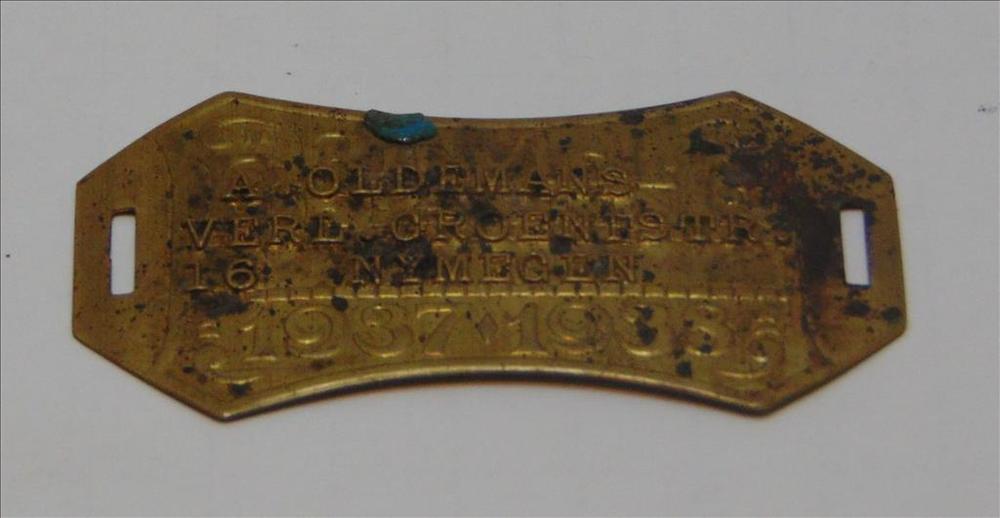 A. OLDEMANS-
VERL. GROENESTR.
16 NYMEGEN
1937 ♦ 1938